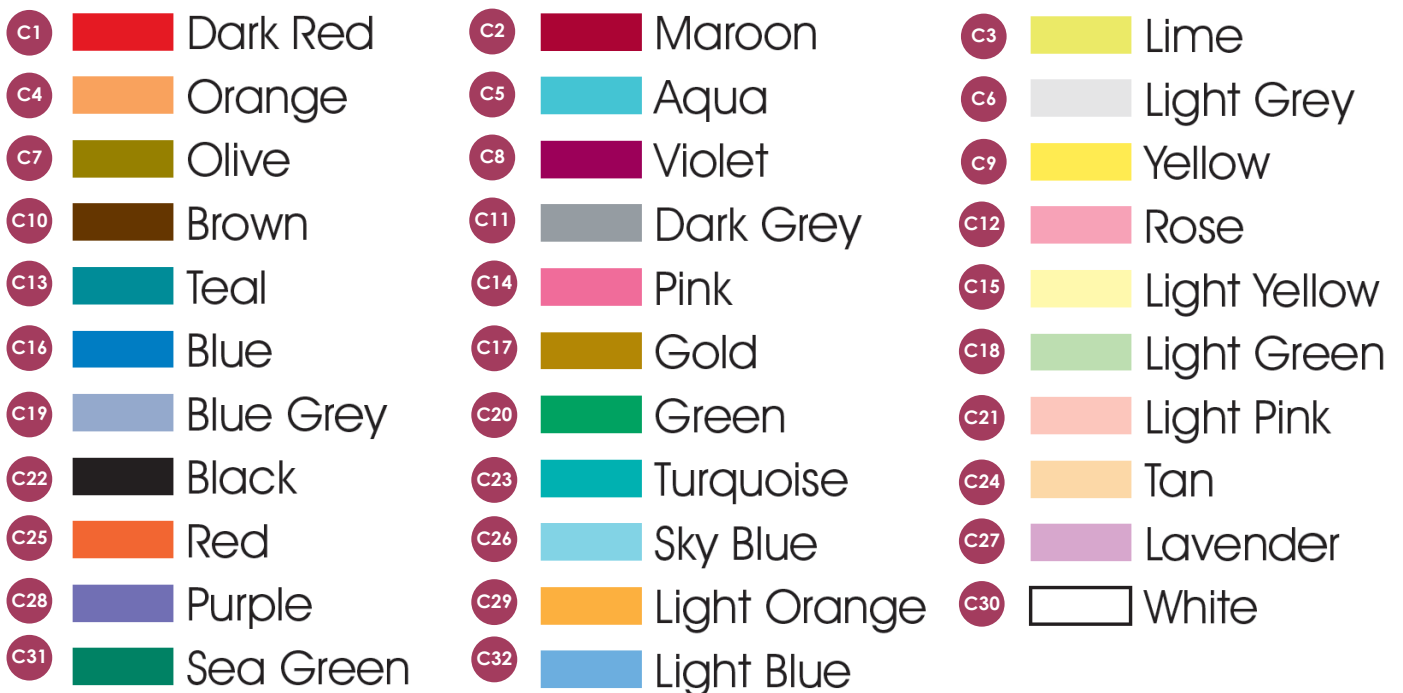 C1 Dark Red C2 Maroon C3 Lime
C4 Orange C5 Aqua C6 Light Grey
C7 Olive C8 Violet C9 Yellow
C10 Brown C11 Dark Grey C12 Rose
C13 Teal C14 Pink C15 Light Yellow
C16 Blue C17 Gold C18 Light Green
C19 Blue Grey C20 Green C21 Light Pink
C22 Black C23 Turquoise C24 Tan
C25 Red C26 Sky Blue C27 Lavender
C28 Purple C29 Light Orange C30 White
C31 Sea Green C32 Light Blue